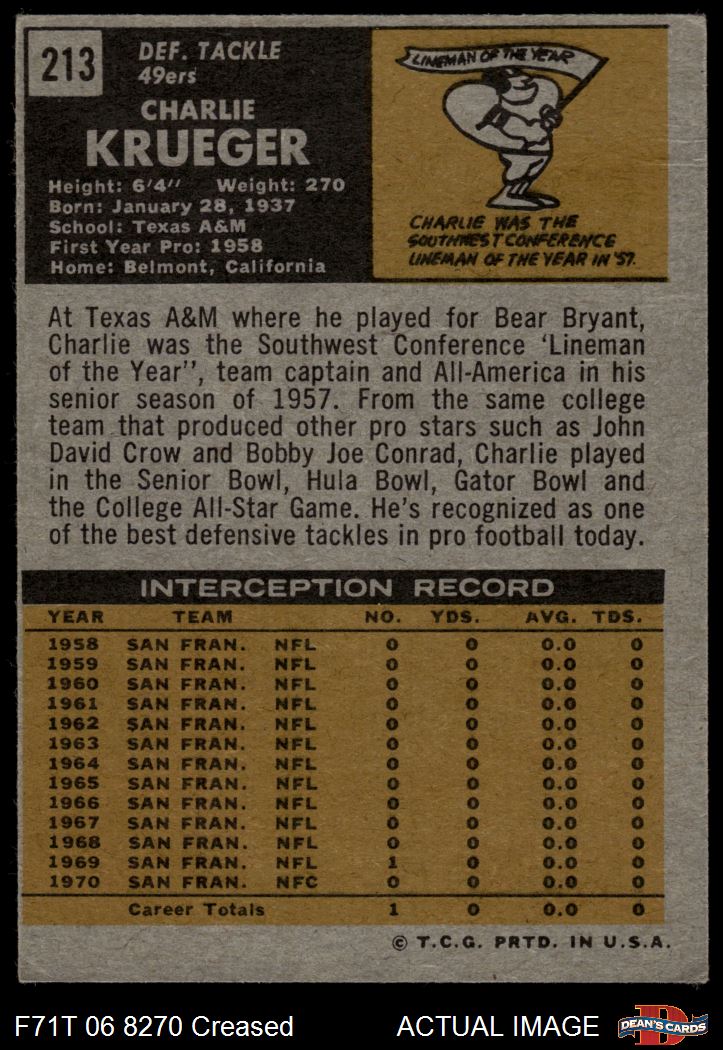 213
DEF. TACKLE
49ers
CHARLIE
KRUEGER
Height: 6'4" Weight: 270
Born: January 28, 1937
School: Texas A&M
First Year Pro: 1958
Home: Belmont, California
LINEMAN OF THE YEAR
CHARLIE WAS THE
SOUTHWEST CONFERENCE
LINEMAN OF THE YEAR IN '57.
At Texas A&M where he played for Bear Bryant,
Charlie was the Southwest Conference 'Lineman
of the Year", team captain and All-America in his
senior season of 1957. From the same college
team that produced other pro stars such as John
David Crow and Bobby Joe Conrad, Charlie played
in the Senior Bowl, Hula Bowl, Gator Bowl and
the College All-Star Game. He's recognized as one
of the best defensive tackles in pro football today.
INTERCEPTION RECORD
YEAR TEAM NO. YDS. AVG. TDS.
1958 SAN FRAN. NFL 0 0 0.0 0
1959 SAN FRAN. NFL 0 0 0.0 0
1960 SAN FRAN. NFL 0 0 0.0 0
1961 SAN FRAN. NFL 0 0 0.0 0
1962 SAN FRAN. NFL 0 0 0.0 0
1963 SAN FRAN. NFL 0 0 0.0 0
1964 SAN FRAN. NFL 0 0 0.0 0
1965 SAN FRAN. NFL 0 0 0.0 0
1966 SAN FRAN. NFL 0 0 0.0 0
1967 SAN FRAN. NFL 0 0 0.0 0
1968 SAN FRAN. NFL 0 0 0.0 0
1969 SAN FRAN. NFL 1 0 0.0 0
1970 SAN FRAN. NFC 0 0 0.0 0
Career Totals 1 0 0.0 0
© T.C.G. PRTD. IN U.S.A.
F71T 06 8270 Creased ACTUAL IMAGE
D
DEAN'S CARDS